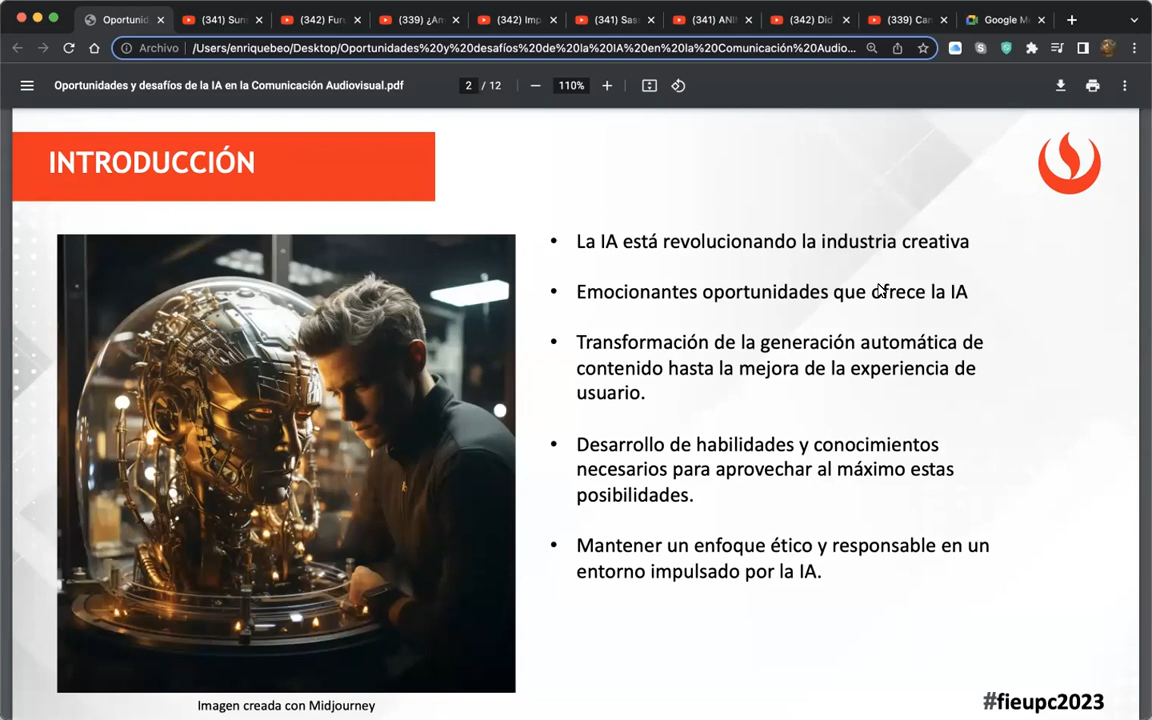 Oportunid
(341) Sun
(342) Furu
(339) ¿An
(342) Imp
(341) Sas
(341) ANI
(342) Did
(339) Can
Google M
Archivo
/Users/enriquebeo/Desktop/Oportunidades%20y%20desafíos%20de%20la%20IA%20en%20la%20Comunicación%20Audio...
Oportunidades y desafíos de la IA en la Comunicación Audiovisual.pdf
2 / 12
110%
INTRODUCCIÓN
• La IA está revolucionando la industria creativa
• Emocionantes oportunidades que ofrece la IA
• Transformación de la generación automática de
contenido hasta la mejora de la experiencia de
usuario.
• Desarrollo de habilidades y conocimientos
necesarios para aprovechar al máximo estas
posibilidades.
• Mantener un enfoque ético y responsable en un
entorno impulsado por la IA.
Imagen creada con Midjourney
#fieupc2023